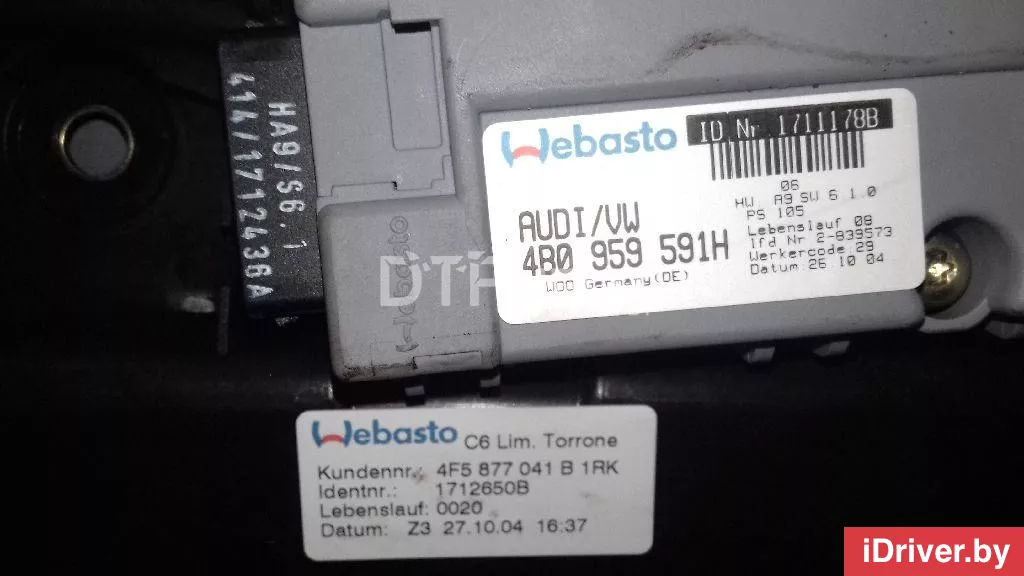 HA9/S6.1
41K/1712436A
Webasto
DTP
Webasto
ID Nr 1711178B
06
HW. A9 SW 6 1.0
PS 105
Lebenslauf 08
lfd Nr 2-839573
Werkercode:29
Datum:26.10.04
AUDI/VW
4B0 959 591H
WOO Germany(OE)
Webasto C6 Lim. Torrone
Kundennr.: 4F5 877 041 B 1RK
Identnr.: 1712650B
Lebenslauf: 0020
Datum: Z3 27.10.04 16:37
iDriver.by